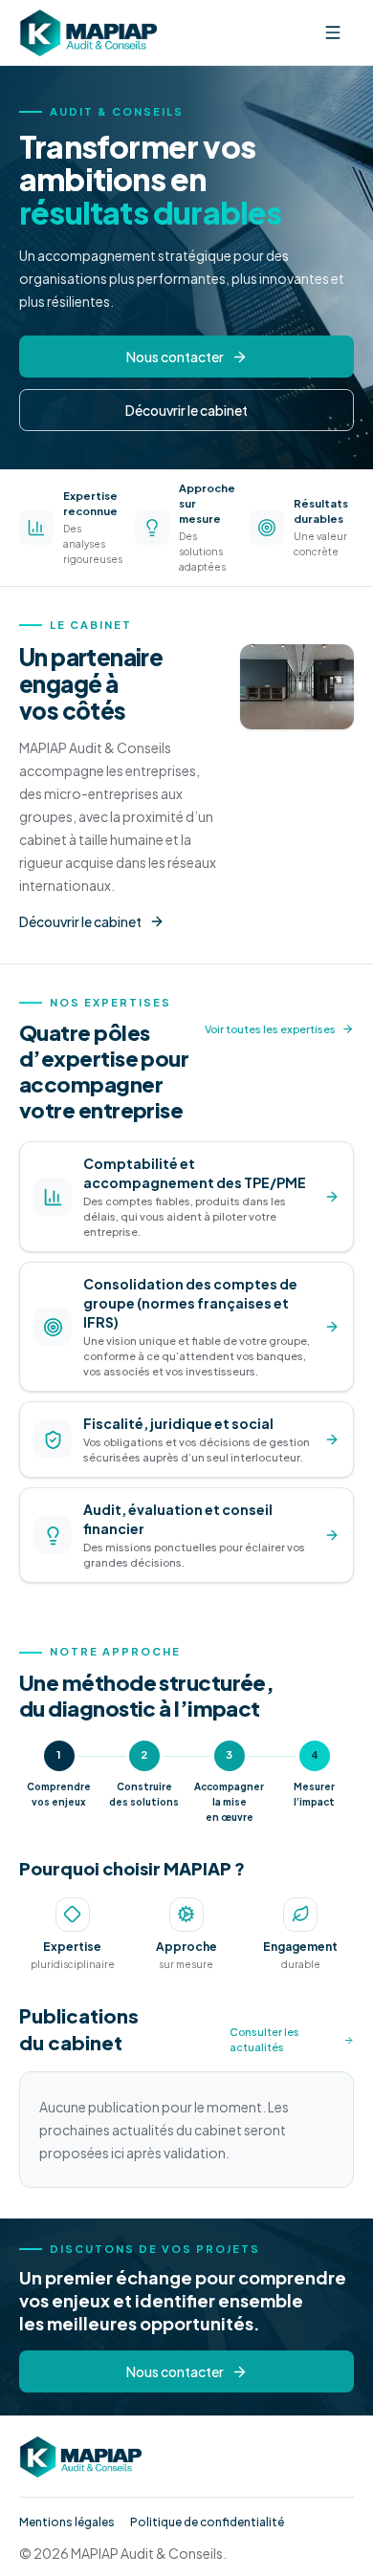 MAPIAP
Audit & Conseils
AUDIT & CONSEILS
Transformer vos
ambitions en
résultats durables
Un accompagnement stratégique pour des
organisations plus performantes, plus innovantes et
plus résilientes.
Nous contacter
Découvrir le cabinet
Expertise
reconnue
Des
analyses
rigoureuses
Approche
sur
mesure
Des
solutions
adaptées
Résultats
durables
Une valeur
concrète
LE CABINET
Un partenaire
engagé à
vos côtés
MAPIAP Audit & Conseils
accompagne les entreprises,
des micro-entreprises aux
groupes, avec la proximité d’un
cabinet à taille humaine et la
rigueur acquise dans les réseaux
internationaux.
Découvrir le cabinet
NOS EXPERTISES
Quatre pôles
d’expertise pour
accompagner
votre entreprise
Voir toutes les expertises
Comptabilité et
accompagnement des TPE/PME
Des comptes fiables, produits dans les
délais, qui vous aident à piloter votre
entreprise.
Consolidation des comptes de
groupe (normes françaises et
IFRS)
Une vision unique et fiable de votre groupe,
conforme à ce qu’attendent vos banques,
vos associés et vos investisseurs.
Fiscalité, juridique et social
Vos obligations et vos décisions de gestion
sécurisées auprès d’un seul interlocuteur.
Audit, évaluation et conseil
financier
Des missions ponctuelles pour éclairer vos
grandes décisions.
NOTRE APPROCHE
Une méthode structurée,
du diagnostic à l’impact
1
Comprendre
vos enjeux
2
Construire
des solutions
3
Accompagner
la mise
en œuvre
4
Mesurer
l’impact
Pourquoi choisir MAPIAP ?
Expertise
pluridisciplinaire
Approche
sur mesure
Engagement
durable
Publications
du cabinet
Consulter les
actualités
Aucune publication pour le moment. Les
prochaines actualités du cabinet seront
proposées ici après validation.
DISCUTONS DE VOS PROJETS
Un premier échange pour comprendre
vos enjeux et identifier ensemble
les meilleures opportunités.
Nous contacter
MAPIAP
Audit & Conseils
Mentions légales
Politique de confidentialité
© 2026 MAPIAP Audit & Conseils.